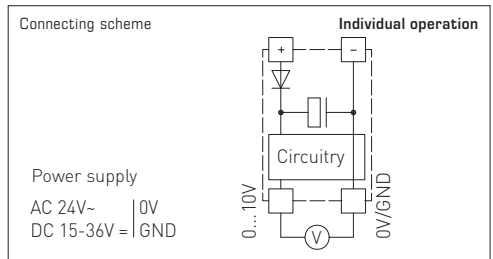 Connecting scheme
Individual operation
+ −
Circuitry
Power supply
AC 24V~ 0V
DC 15-36V = GND
0...10V
0V/GND
V